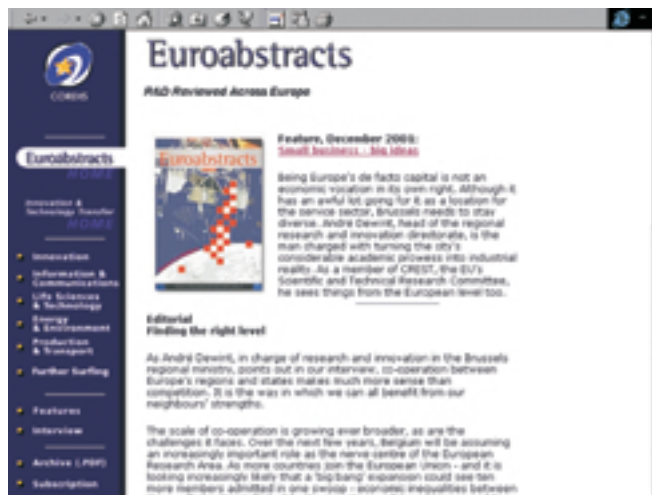 CORDIS
Euroabstracts
HOME
Innovation &
Technology Transfer
HOME
Innovation
Information &
Communications
Life Sciences
& Technology
Energy
& Environment
Production
& Transport
Further Surfing
Features
Interview
Archive (.PDF)
Subscription
Euroabstracts
R&D Reviewed Across Europe
Euroabstracts
Feature, December 2001:
Small business - big ideas
Being Europe's de facto capital is not an
economic vocation in its own right. Although it
has an awful lot going for it as a location for
the service sector, Brussels needs to stay
diverse. André Dewint, head of the regional
research and innovation directorate, is the
man charged with turning the city's
considerable academic prowess into industrial
reality. As a member of CREST, the EU's
Scientific and Technical Research Committee,
he sees things from the European level too.
Editorial
Finding the right level
As André Dewint, in charge of research and innovation in the Brussels
regional ministry, points out in our interview, co-operation between
Europe's regions and states makes much more sense than
competition. It is the way in which we can all benefit from our
neighbours' strengths.
The scale of co-operation is growing ever broader, as are the
challenges it faces. Over the next few years, Belgium will be assuming
an increasingly important role as the nerve centre of the European
Research Area. As more countries join the European Union - and it is
looking increasingly likely that a 'big bang' expansion could see ten
more members admitted in one swoop - economic inequalities between